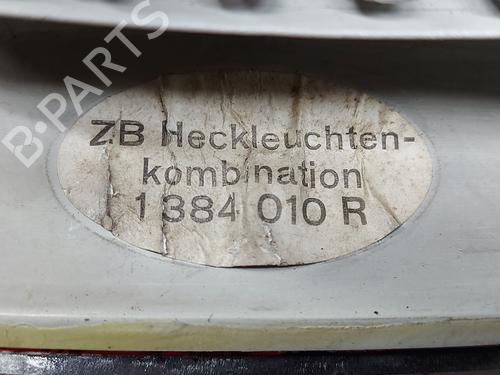 ZB Heckleuchten-
kombination
1 384 010 R
B-PARTS